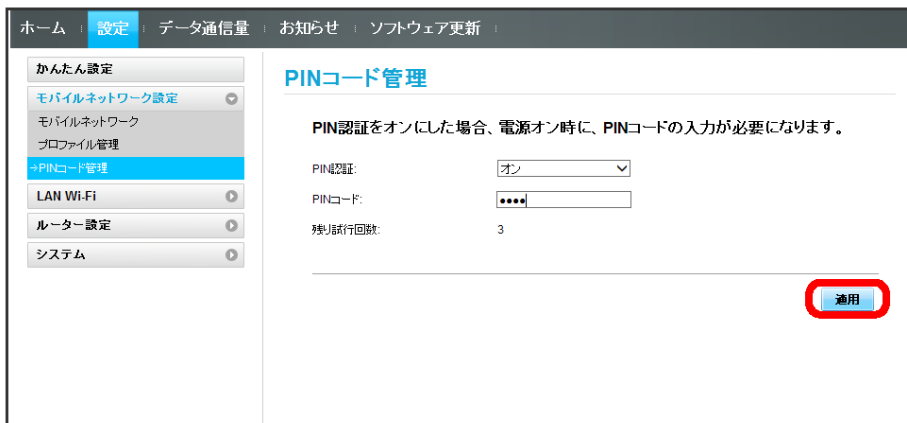 ホーム 設定 データ通信量 お知らせ ソフトウェア更新
かんたん設定
モバイルネットワーク設定
モバイルネットワーク
プロファイル管理
→PINコード管理
LAN Wi-Fi
ルーター設定
システム
PINコード管理
PIN認証をオンにした場合、電源オン時に、PINコードの入力が必要になります。
PIN認証: オン
PINコード: ••••
残り試行回数: 3
適用